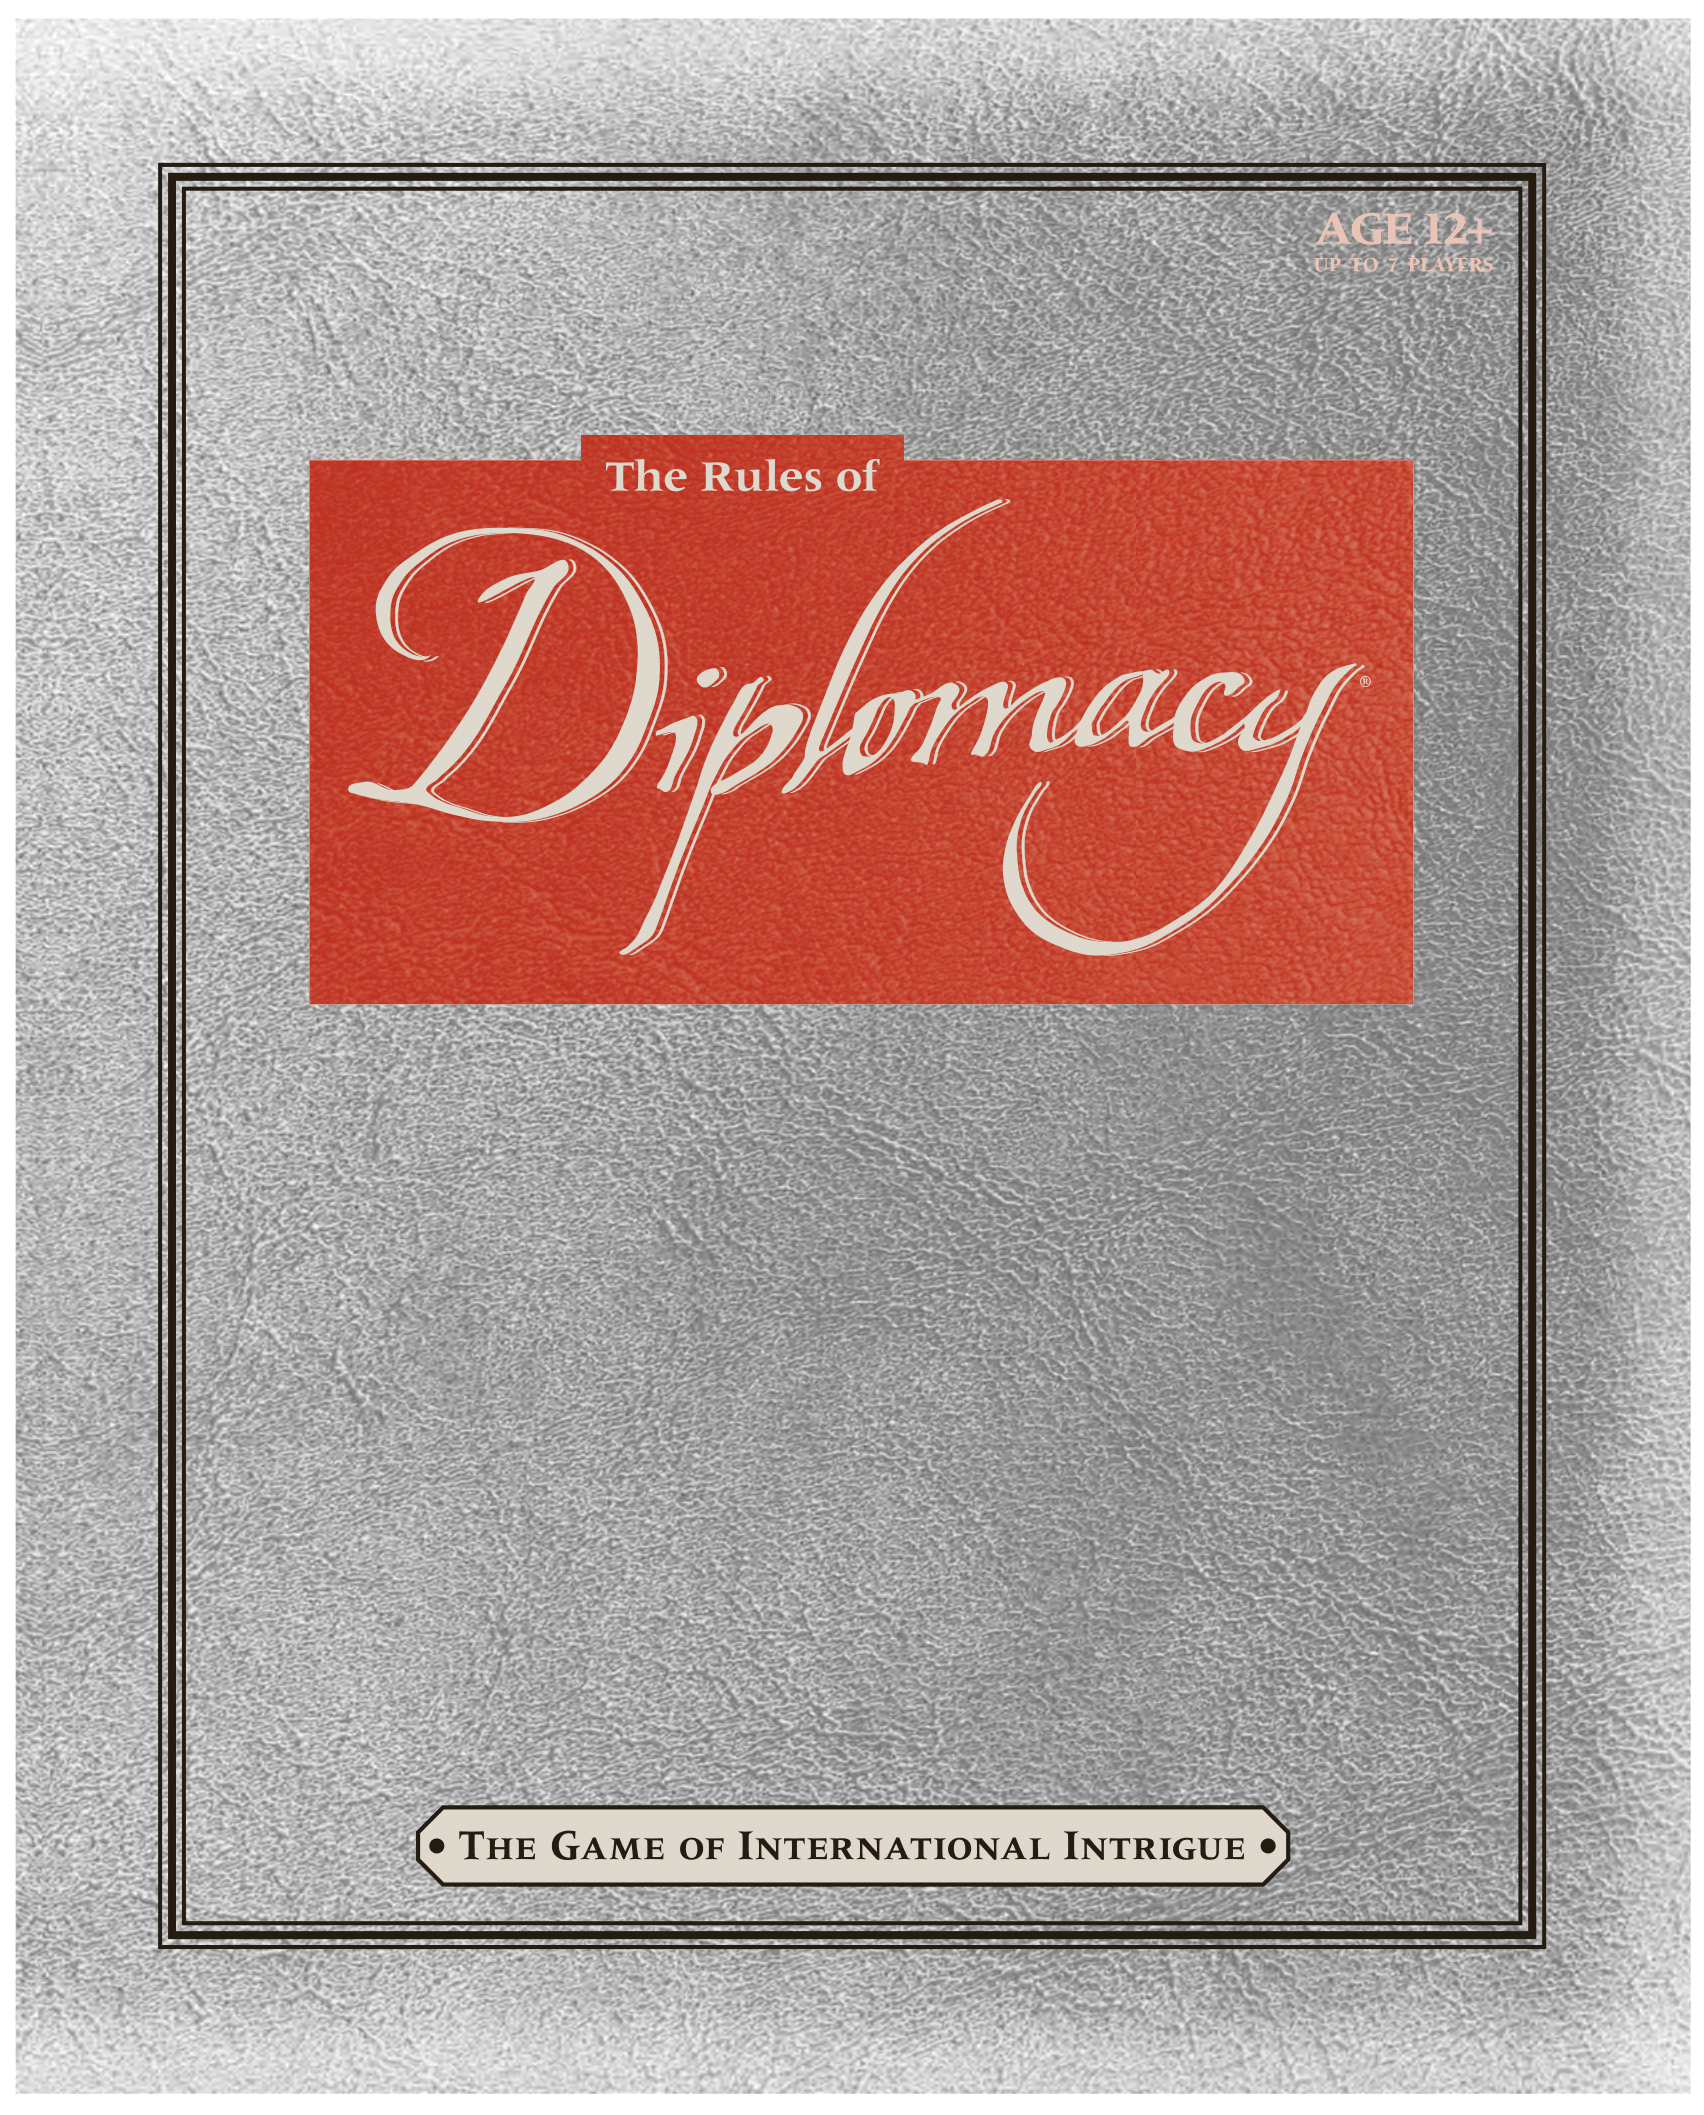 AGE 12+
UP TO 7 PLAYERS
The Rules of
Diplomacy®
• THE GAME OF INTERNATIONAL INTRIGUE •